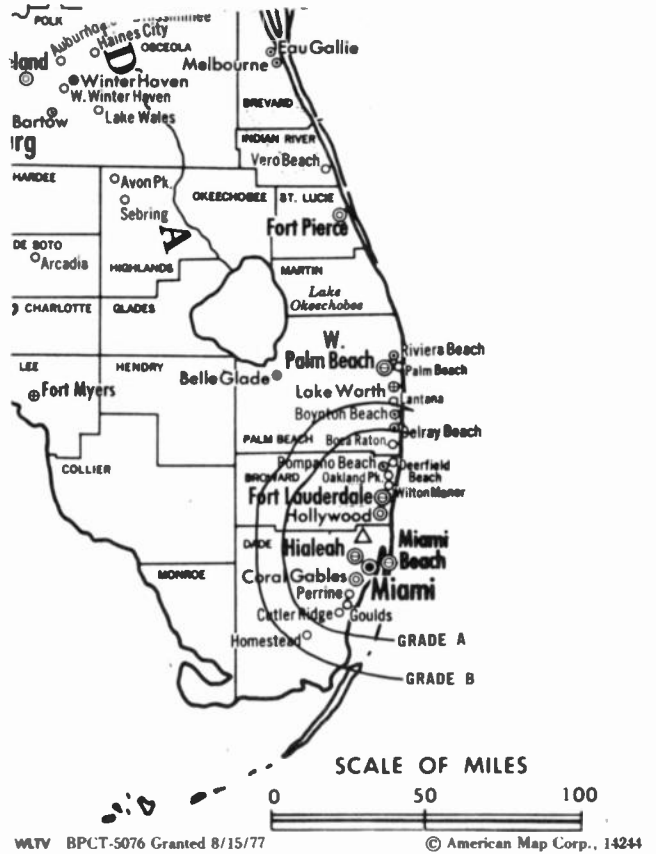 POLK
Haines City
OSCEOLA
Eau Gallie
Melbourne
land
D
Winter Haven
W. Winter Haven
BREVARD
Bartow
Lake Wales
rg
INDIAN RIVER
Vero Beach
HARDEE
Avon Pk.
OKEECHOBEE
ST. LUCIE
Sebring
Fort Pierce
A
DE SOTO
Arcadia
HIGHLANDS
MARTIN
Lake
Okeechobee
CHARLOTTE
GLADES
W.
Palm Beach
Riviera Beach
LEE
HENDRY
Belle Glade
Palm Beach
Fort Myers
Lake Worth
antana
Boynton Beach
PALM BEACH
Boca Raton
Delray Beach
COLLIER
Pompano Beach
Deerfield
Beach
BROWARD
Oakland Pk.
Fort Lauderdale
Wilton Manor
Hollywood
DADE
Hialeah
Miami
Beach
MONROE
Coral Gables
Miami
Perrine
Cutler Ridge
Goulds
Homestead
GRADE A
GRADE B
SCALE OF MILES
0 50 100
WLTV BPCT-5076 Granted 8/15/77
© American Map Corp., 14244